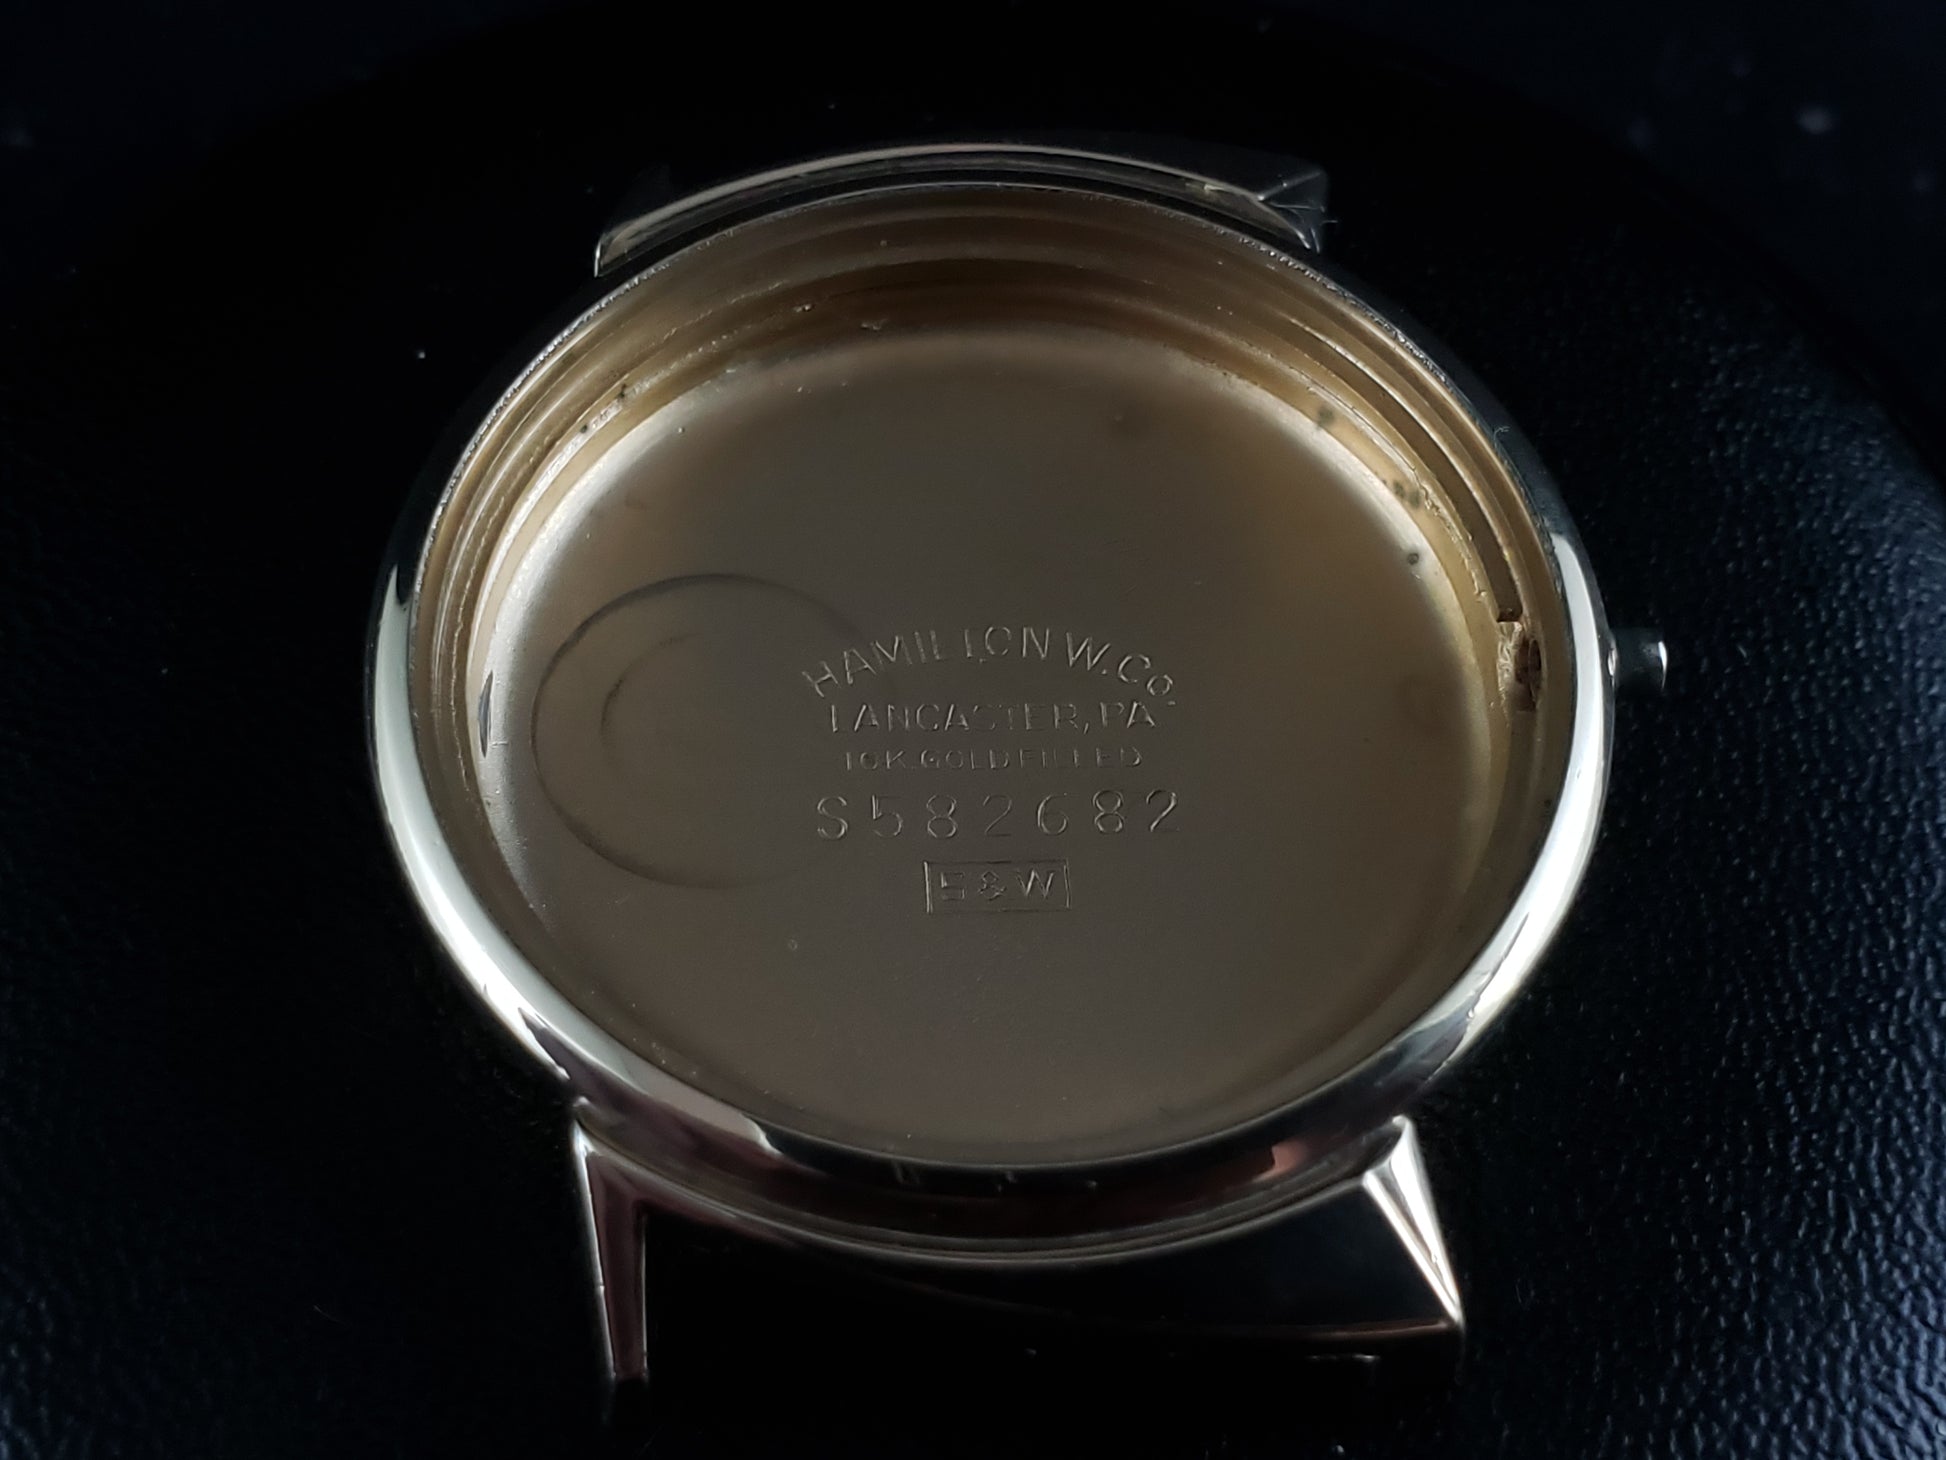 HAMILTON W. Co.
LANCASTER, PA.
10K. GOLD FILLED
S582682
S & W